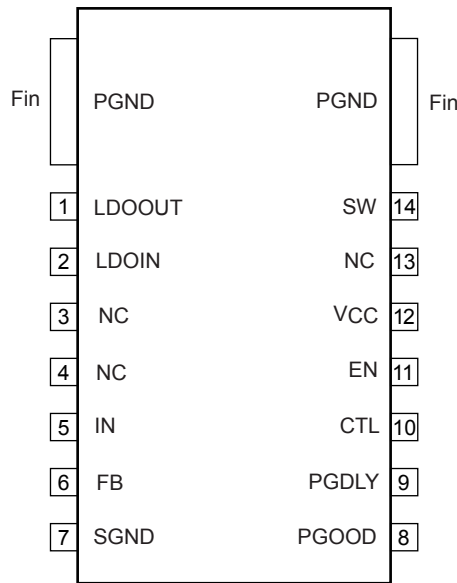 Fin PGND PGND Fin
1 LDOOUT SW 14
2 LDOIN NC 13
3 NC VCC 12
4 NC EN 11
5 IN CTL 10
6 FB PGDLY 9
7 SGND PGOOD 8